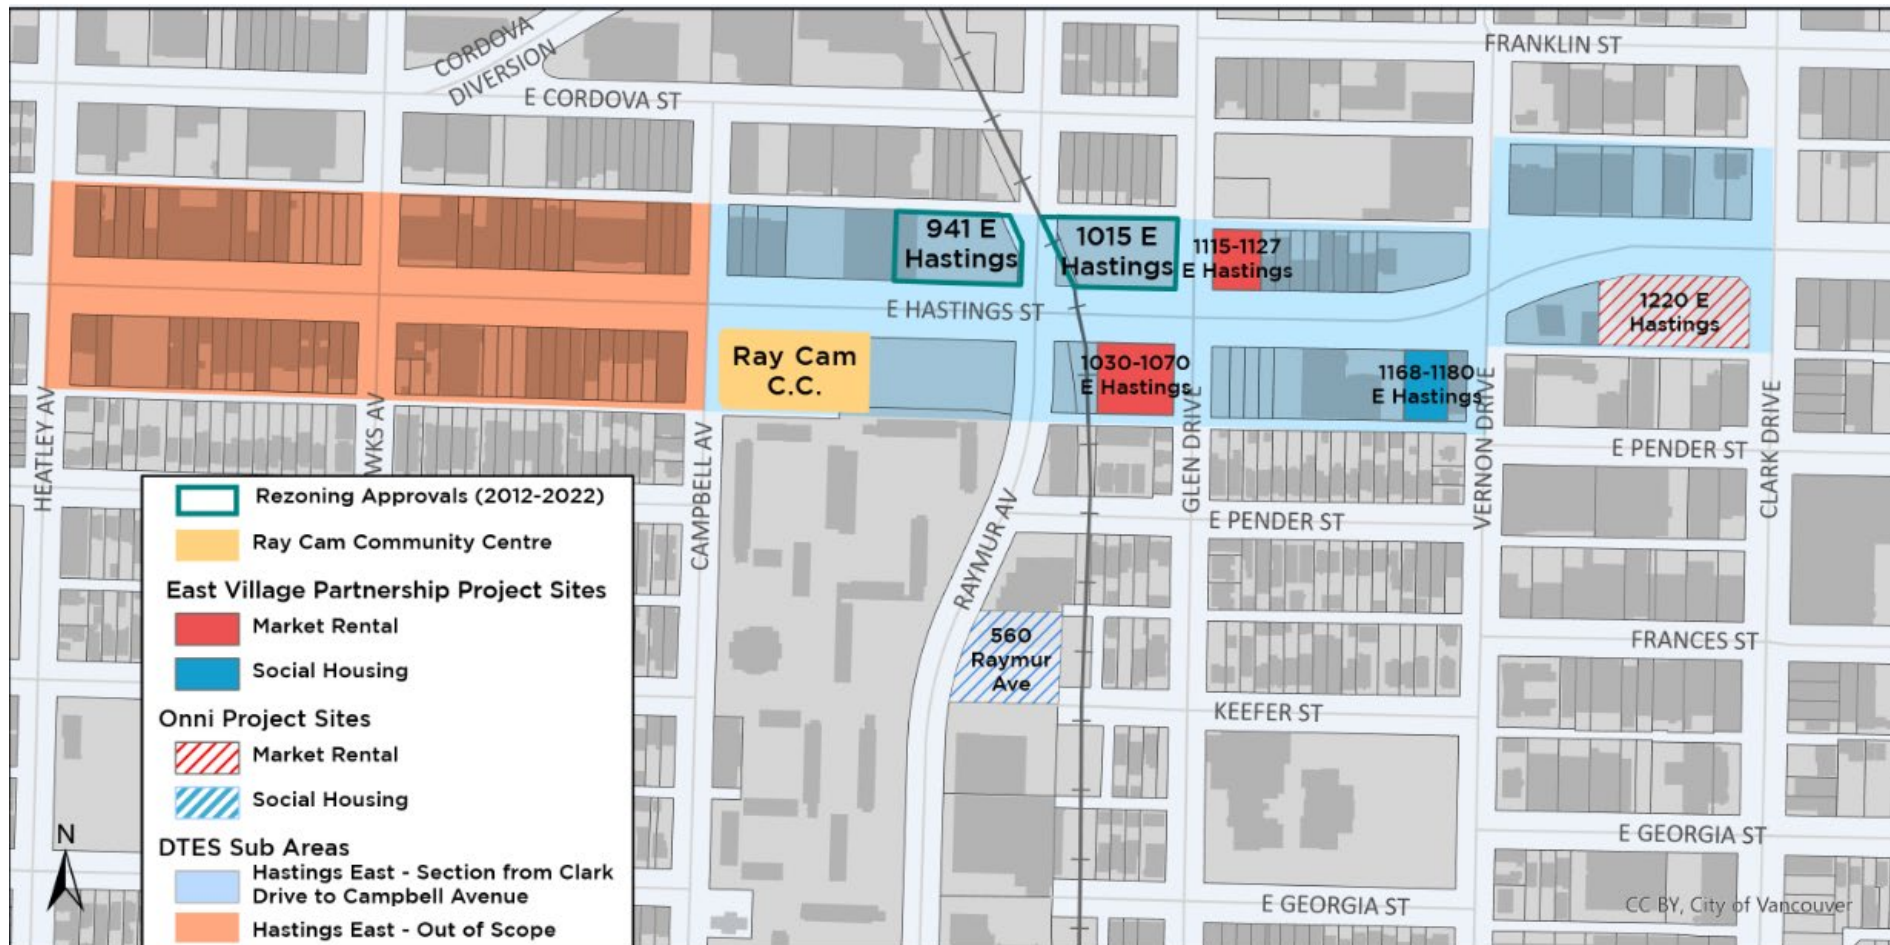 CORDOVA
DIVERSION
E CORDOVA ST
FRANKLIN ST
941 E
Hastings
1015 E
Hastings
1115-1127
E Hastings
E HASTINGS ST
1220 E
Hastings
Ray Cam
C.C.
1030-1070
E Hastings
1168-1180
E Hastings
HEATLEY AV
WKS AV
CAMPBELL AV
RAYMUR AV
GLEN DRIVE
VERNON DRIVE
CLARK DRIVE
E PENDER ST
E PENDER ST
560
Raymur
Ave
FRANCES ST
KEEFER ST
E GEORGIA ST
E GEORGIA ST
Rezoning Approvals (2012-2022)
Ray Cam Community Centre
East Village Partnership Project Sites
Market Rental
Social Housing
Onni Project Sites
Market Rental
Social Housing
DTES Sub Areas
Hastings East - Section from Clark
Drive to Campbell Avenue
Hastings East - Out of Scope
N
CC BY, City of Vancouver